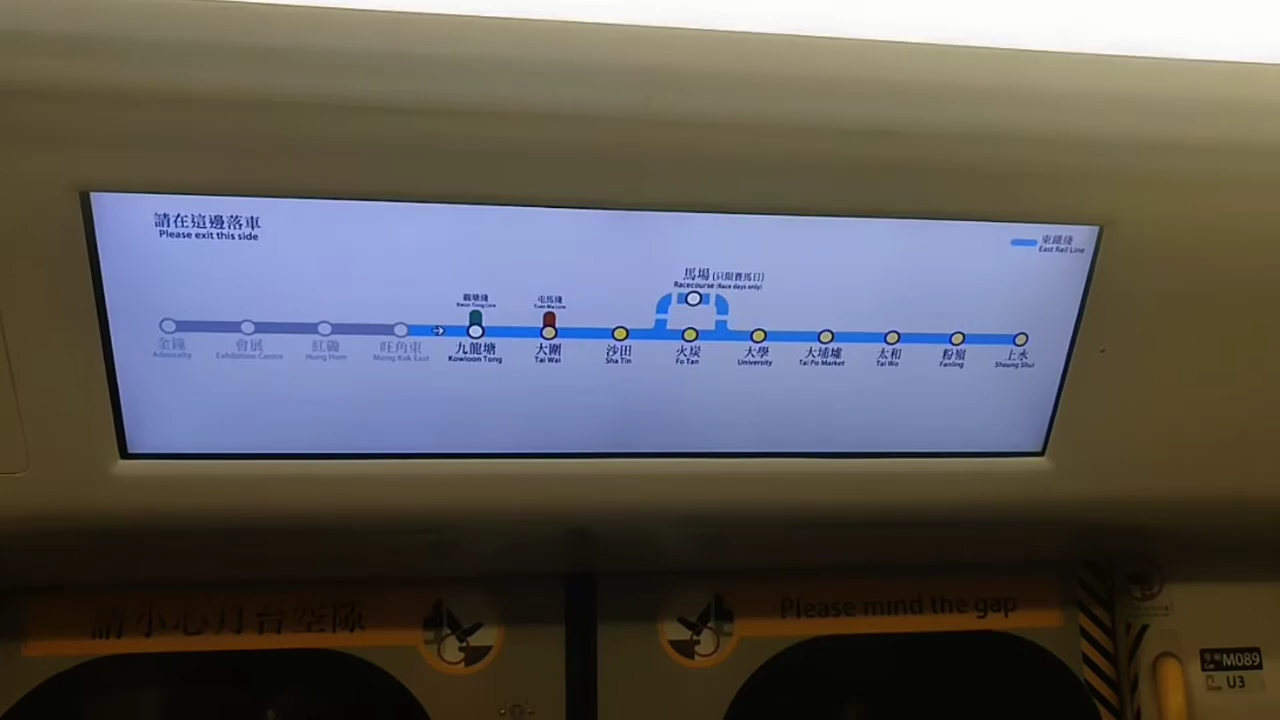 請在這邊落車
Please exit this side
東鐵綫
East Rail Line
馬場 (只限賽馬日)
Racecourse (Race days only)
觀塘綫
Kwun Tong Line
屯馬綫
Tuen Ma Line
金鐘
Admiralty
會展
Exhibition Centre
紅磡
Hung Hom
旺角東
Mong Kok East
九龍塘
Kowloon Tong
大圍
Tai Wai
沙田
Sha Tin
火炭
Fo Tan
大學
University
大埔墟
Tai Po Market
太和
Tai Wo
粉嶺
Fanling
上水
Sheung Shui
請小心月台空隙
Please mind the gap
Car M089
Door U3